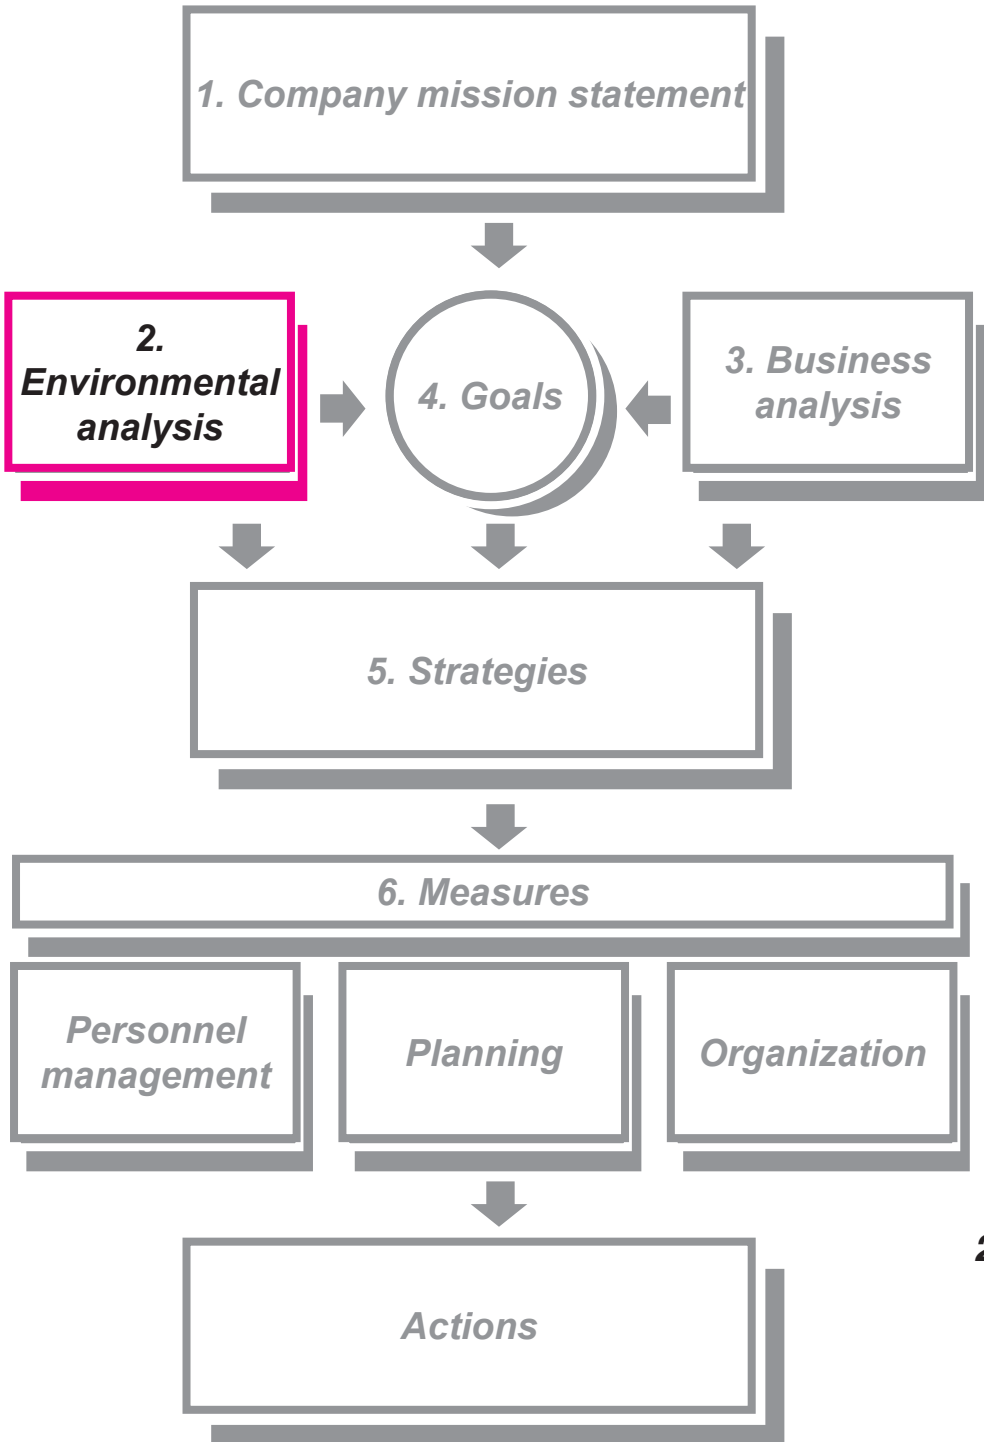 1. Company mission statement
2.
Environmental
analysis
4. Goals
3. Business
analysis
5. Strategies
6. Measures
Personnel
management
Planning
Organization
2
Actions